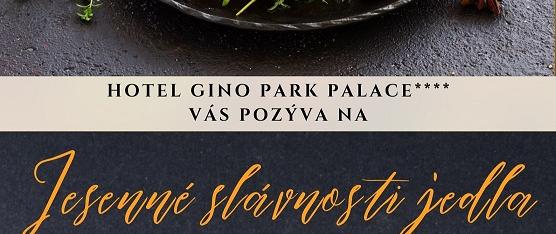 HOTEL GINO PARK PALACE****
VÁS POZÝVA NA
Jesenné slávnosti jedla